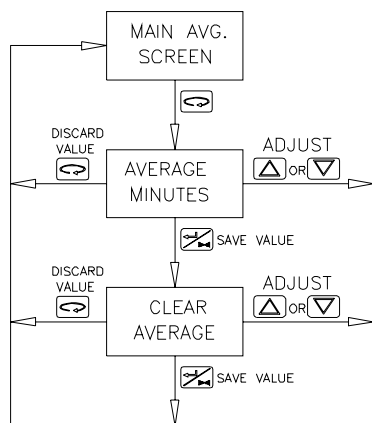 MAIN AVG.
SCREEN
DISCARD
VALUE
AVERAGE
MINUTES
ADJUST
OR
SAVE VALUE
DISCARD
VALUE
CLEAR
AVERAGE
ADJUST
OR
SAVE VALUE